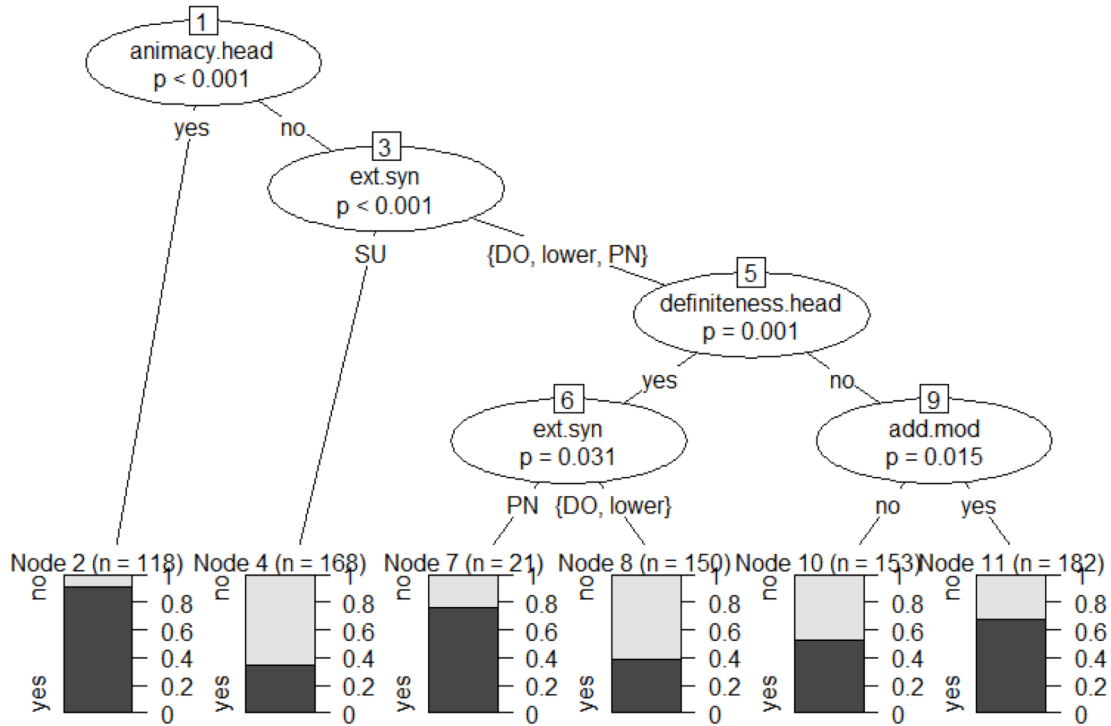 1
animacy.head
p < 0.001
yes
no
3
ext.syn
p < 0.001
SU
{DO, lower, PN}
5
definiteness.head
p = 0.001
yes
no
6
ext.syn
p = 0.031
9
add.mod
p = 0.015
PN
{DO, lower}
no
yes
Node 2 (n = 118)
no
yes
1
0.8
0.6
0.4
0.2
0
Node 4 (n = 168)
no
yes
1
0.8
0.6
0.4
0.2
0
Node 7 (n = 21)
no
yes
1
0.8
0.6
0.4
0.2
0
Node 8 (n = 150)
no
yes
1
0.8
0.6
0.4
0.2
0
Node 10 (n = 153)
no
yes
1
0.8
0.6
0.4
0.2
0
Node 11 (n = 182)
no
yes
1
0.8
0.6
0.4
0.2
0